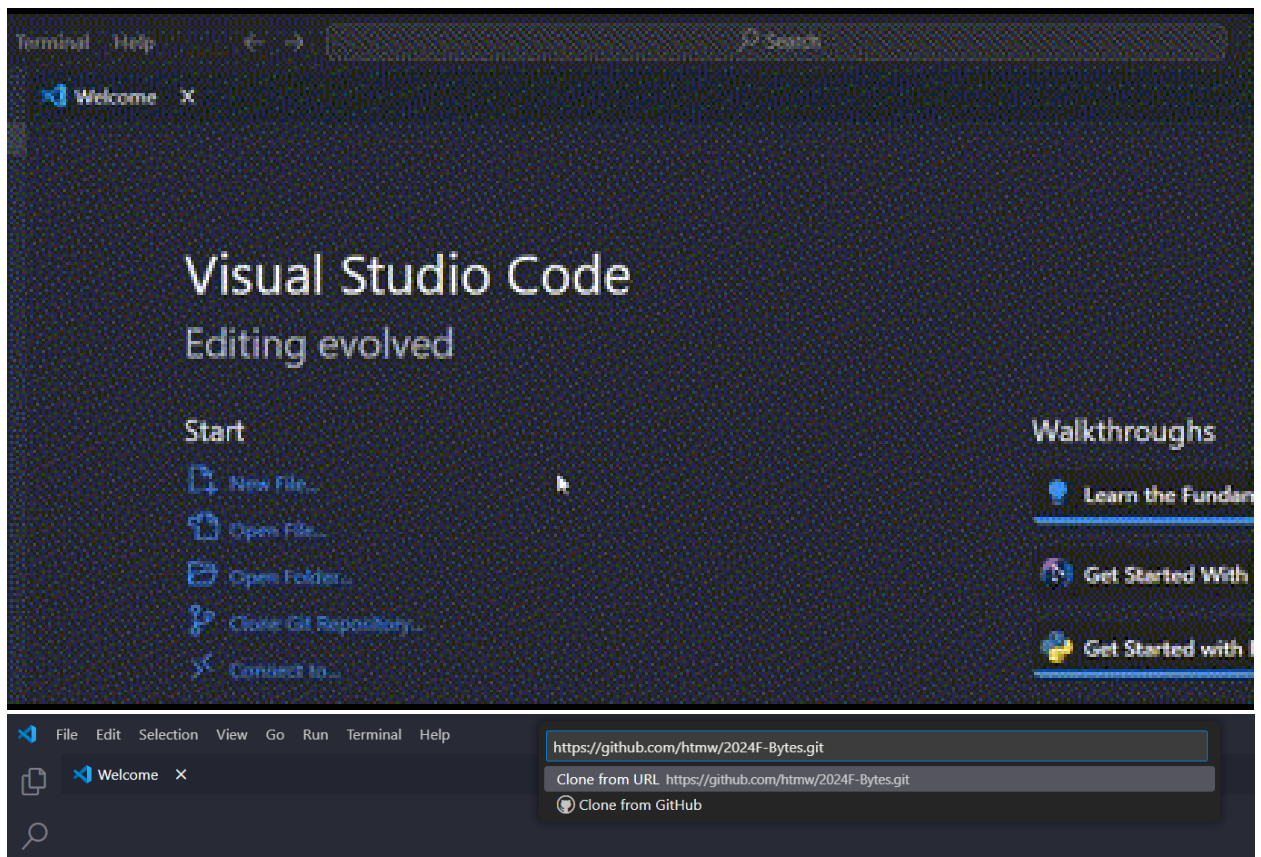 Terminal Help Search
Welcome
Visual Studio Code
Editing evolved
Start
Walkthroughs
New File...
Learn the Fundam
Open File...
Open Folder...
Get Started With
Clone Git Repository...
Get Started with
Connect to...
File Edit Selection View Go Run Terminal Help
https://github.com/htmw/2024F-Bytes.git
Welcome
Clone from URL https://github.com/htmw/2024F-Bytes.git
Clone from GitHub